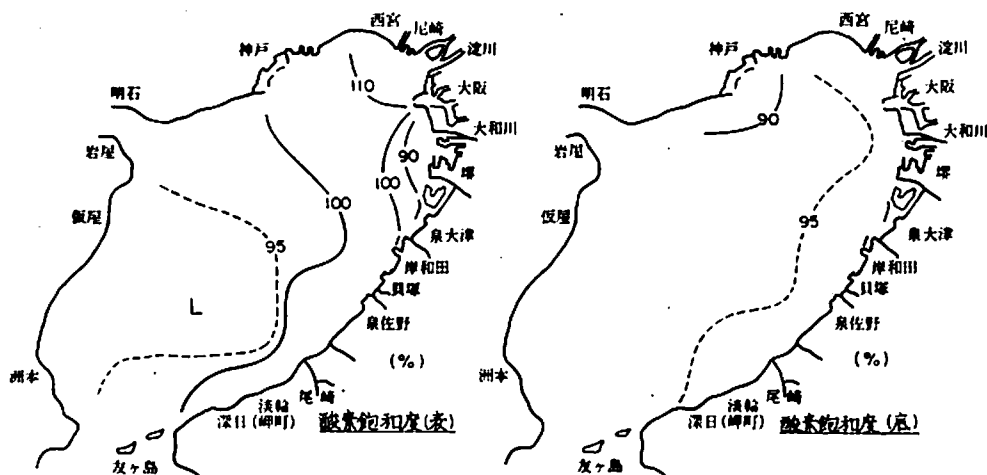 西宮
尼崎
神戸
淀川
110
大阪
明石
大和川
岩屋
90
堺
100
100
仮屋
泉大津
95
岸和田
貝塚
L
泉佐野
(%)
洲本
尾崎
淡輪
深日(岬町)
酸素飽和度(表)
友ヶ島
西宮
尼崎
神戸
淀川
大阪
明石
90
大和川
岩屋
堺
仮屋
95
泉大津
岸和田
貝塚
泉佐野
(%)
洲本
尾崎
淡輪
深日(岬町)
酸素飽和度(底)
友ヶ島